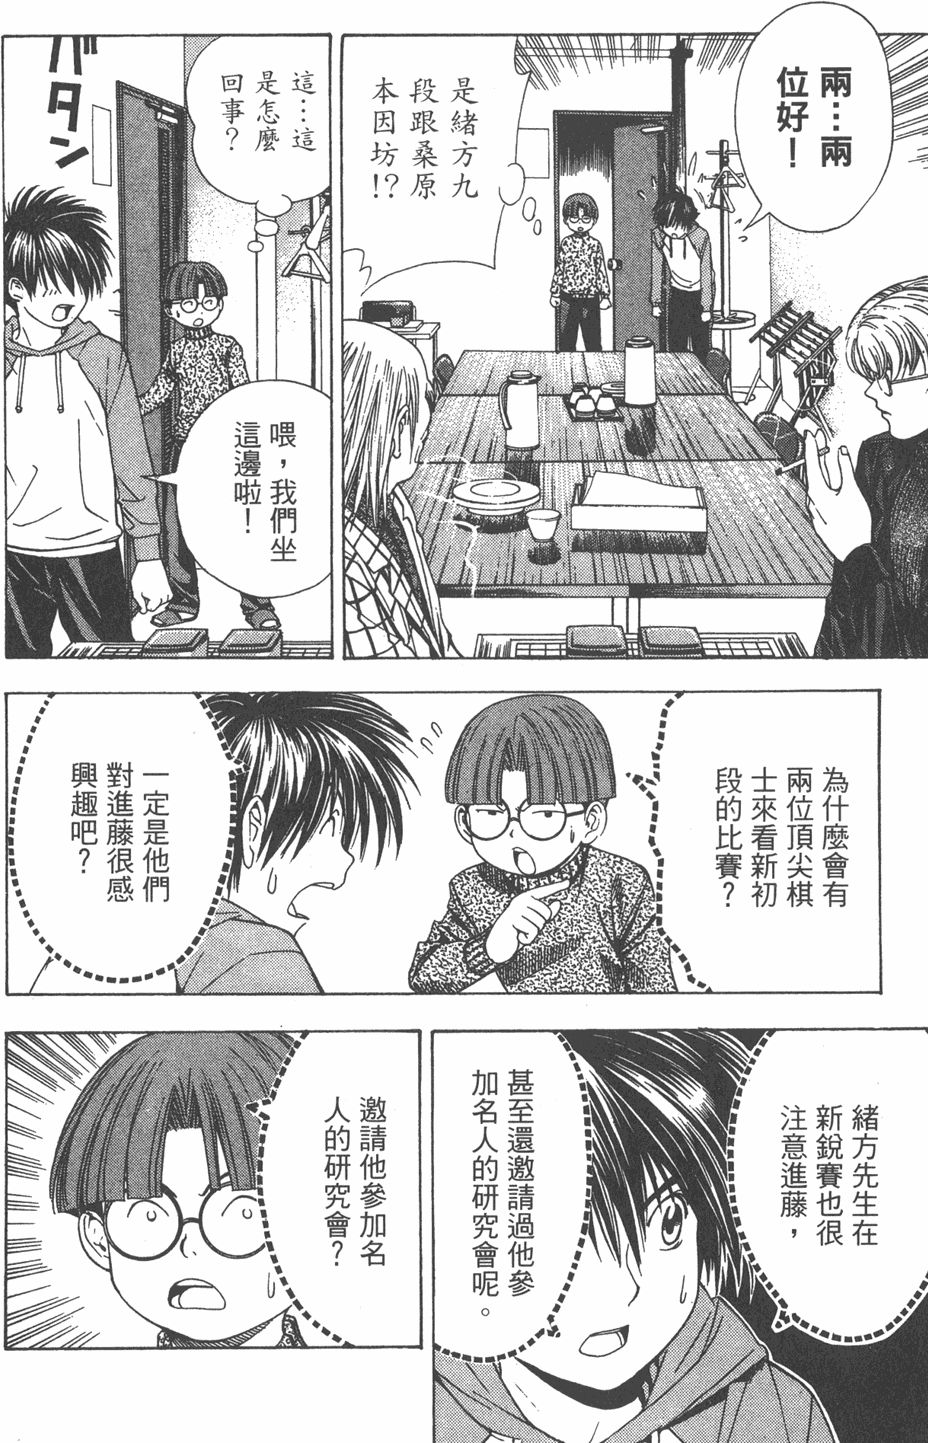 兩…兩
位好！
是緒方九
段跟桑原
本因坊！？
這…這
是怎麼
回事？
バタン
喂，我們坐
這邊啦！
為什麼會有
兩位頂尖棋
士來看新初
段的比賽？
一定是他們
對進藤很感
興趣吧？
緒方先生在
新銳賽也很
注意進藤，
甚至還邀請過他參
加名人的研究會呢。
邀請他參加名
人的研究會？